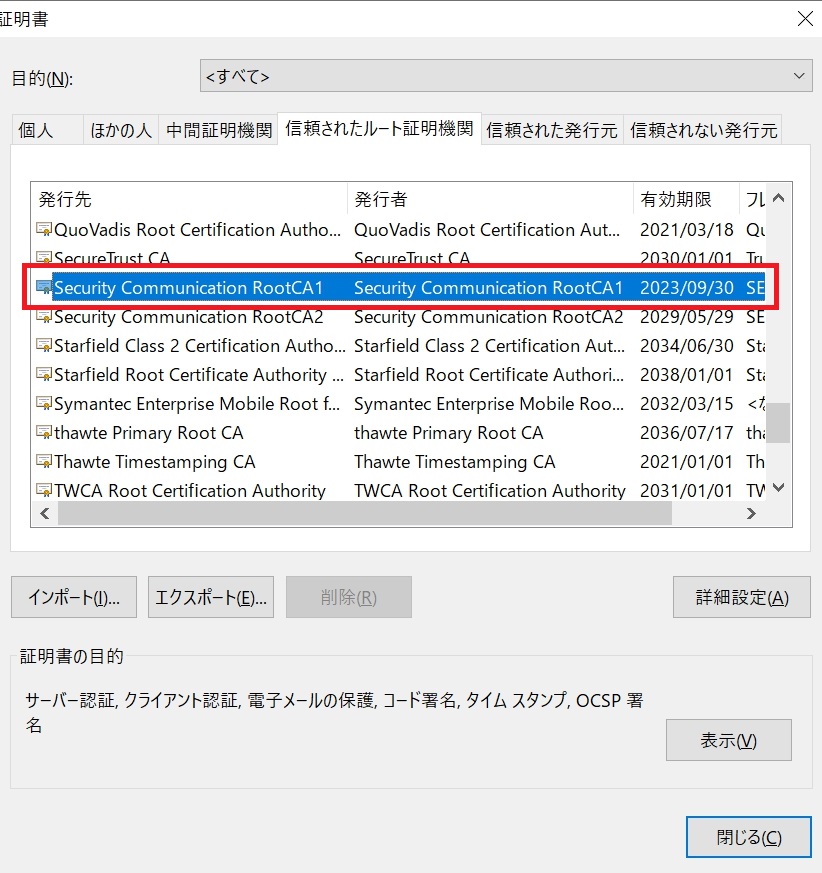 証明書
目的(N):
<すべて>
個人 ほかの人 中間証明機関 信頼されたルート証明機関 信頼された発行元 信頼されない発行元
発行先 発行者 有効期限 フレ
QuoVadis Root Certification Autho... QuoVadis Root Certification Aut... 2021/03/18 Qu
SecureTrust CA SecureTrust CA 2030/01/01 Tru
Security Communication RootCA1 Security Communication RootCA1 2023/09/30 SE
Security Communication RootCA2 Security Communication RootCA2 2029/05/29 SE
Starfield Class 2 Certification Autho... Starfield Class 2 Certification Aut... 2034/06/30 Sta
Starfield Root Certificate Authority ... Starfield Root Certificate Authori... 2038/01/01 Sta
Symantec Enterprise Mobile Root f... Symantec Enterprise Mobile Roo... 2032/03/15 <な
thawte Primary Root CA thawte Primary Root CA 2036/07/17 tha
Thawte Timestamping CA Thawte Timestamping CA 2021/01/01 Th
TWCA Root Certification Authority TWCA Root Certification Authority 2031/01/01 TW
インポート(I)... エクスポート(E)... 削除(R) 詳細設定(A)
証明書の目的
サーバー認証, クライアント認証, 電子メールの保護, コード署名, タイム スタンプ, OCSP 署
名
表示(V)
閉じる(C)